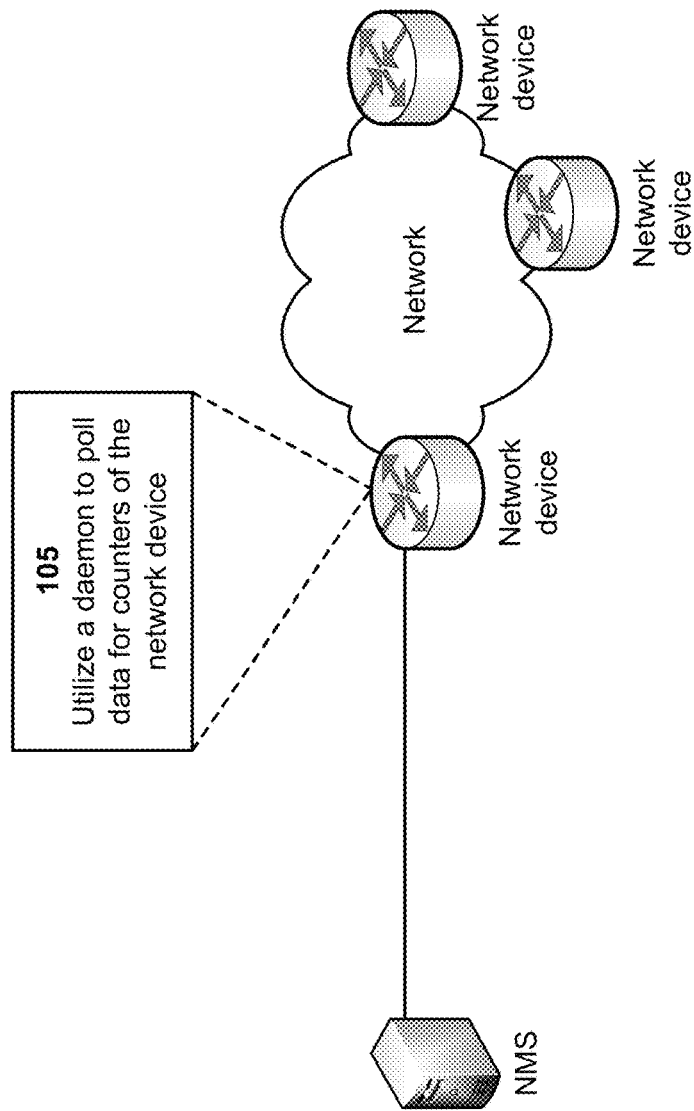 105
Utilize a daemon to poll
data for counters of the
network device
NMS
Network
device
Network
Network
device
Network
device